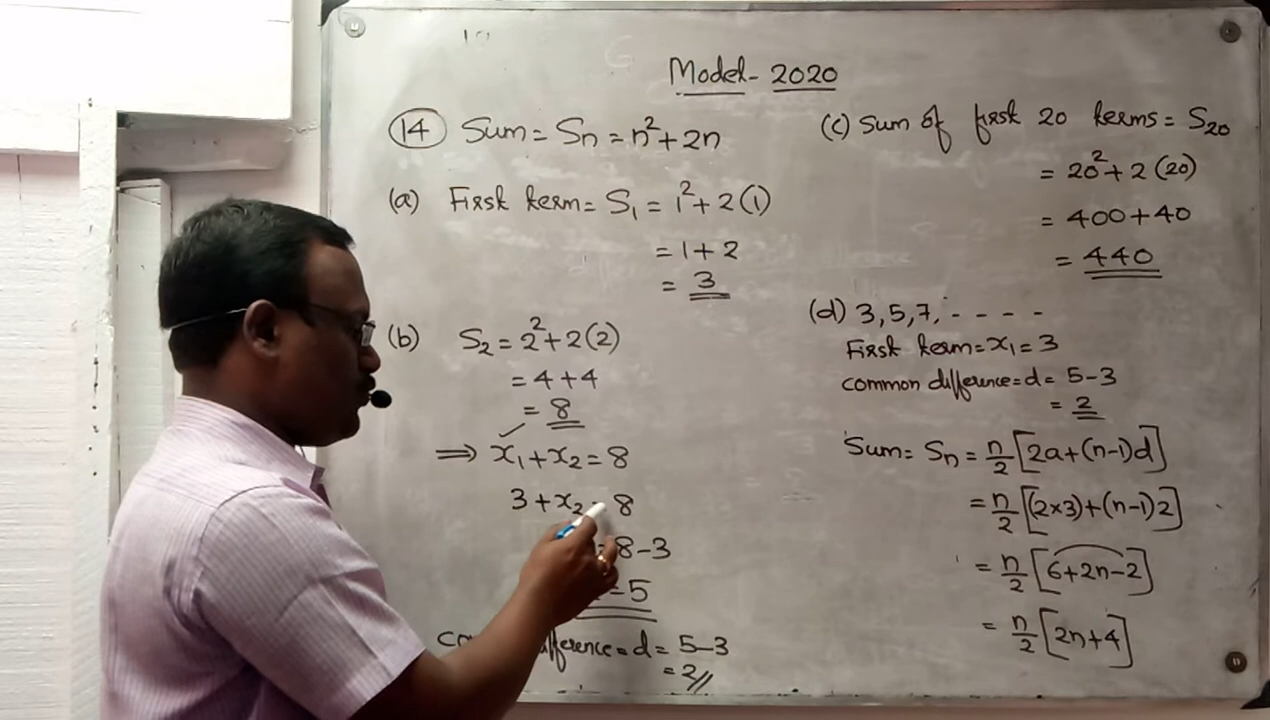 Model - 2020
14 Sum = Sn = n² + 2n
(a) First term = S₁ = 1² + 2(1)
= 1 + 2
= 3
(b) S₂ = 2² + 2(2)
= 4 + 4
= 8
⟹ x₁ + x₂ = 8
3 + x₂ = 8
= 8 - 3
= 5
difference = d = 5 - 3
= 2//
(c) Sum of first 20 terms = S₂₀
= 20² + 2(20)
= 400 + 40
= 440
(d) 3, 5, 7, - - - -
First term = x₁ = 3
common difference = d = 5 - 3
= 2
Sum = Sn = n/2 [2a + (n-1)d]
= n/2 [(2×3) + (n-1)2]
= n/2 [6 + 2n - 2]
= n/2 [2n + 4]